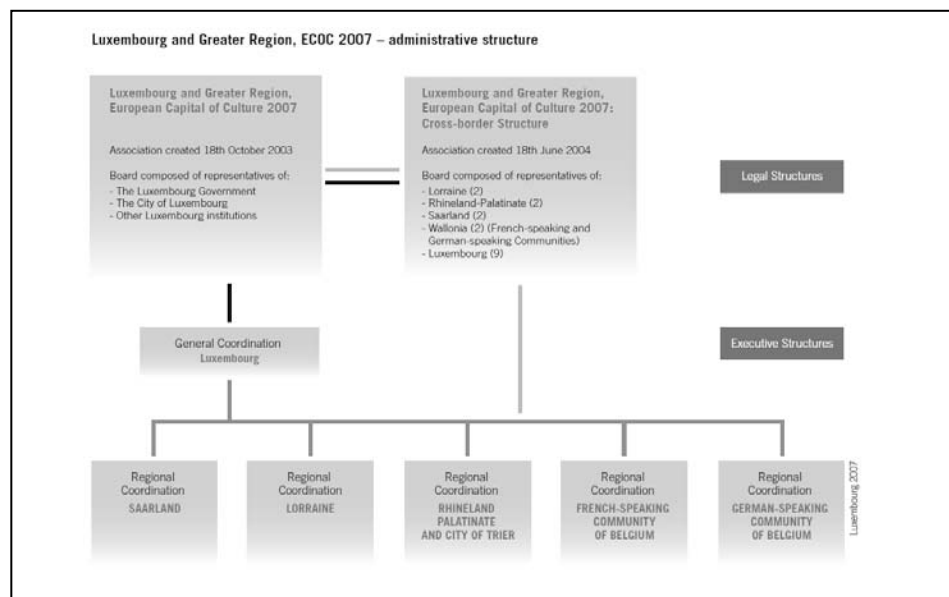 Luxembourg and Greater Region, ECOC 2007 – administrative structure
Luxembourg and Greater Region,
European Capital of Culture 2007
Association created 18th October 2003
Board composed of representatives of:
- The Luxembourg Government
- The City of Luxembourg
- Other Luxembourg institutions
Luxembourg and Greater Region,
European Capital of Culture 2007:
Cross-border Structure
Association created 18th June 2004
Board composed of representatives of:
- Lorraine (2)
- Rhineland-Palatinate (2)
- Saarland (2)
- Wallonia (2) (French-speaking and
German-speaking Communities)
- Luxembourg (9)
Legal Structures
General Coordination
Luxembourg
Executive Structures
Regional
Coordination
SAARLAND
Regional
Coordination
LORRAINE
Regional
Coordination
RHINELAND
PALATINATE
AND CITY OF TRIER
Regional
Coordination
FRENCH-SPEAKING
COMMUNITY
OF BELGIUM
Regional
Coordination
GERMAN-SPEAKING
COMMUNITY
OF BELGIUM
Luxembourg 2007